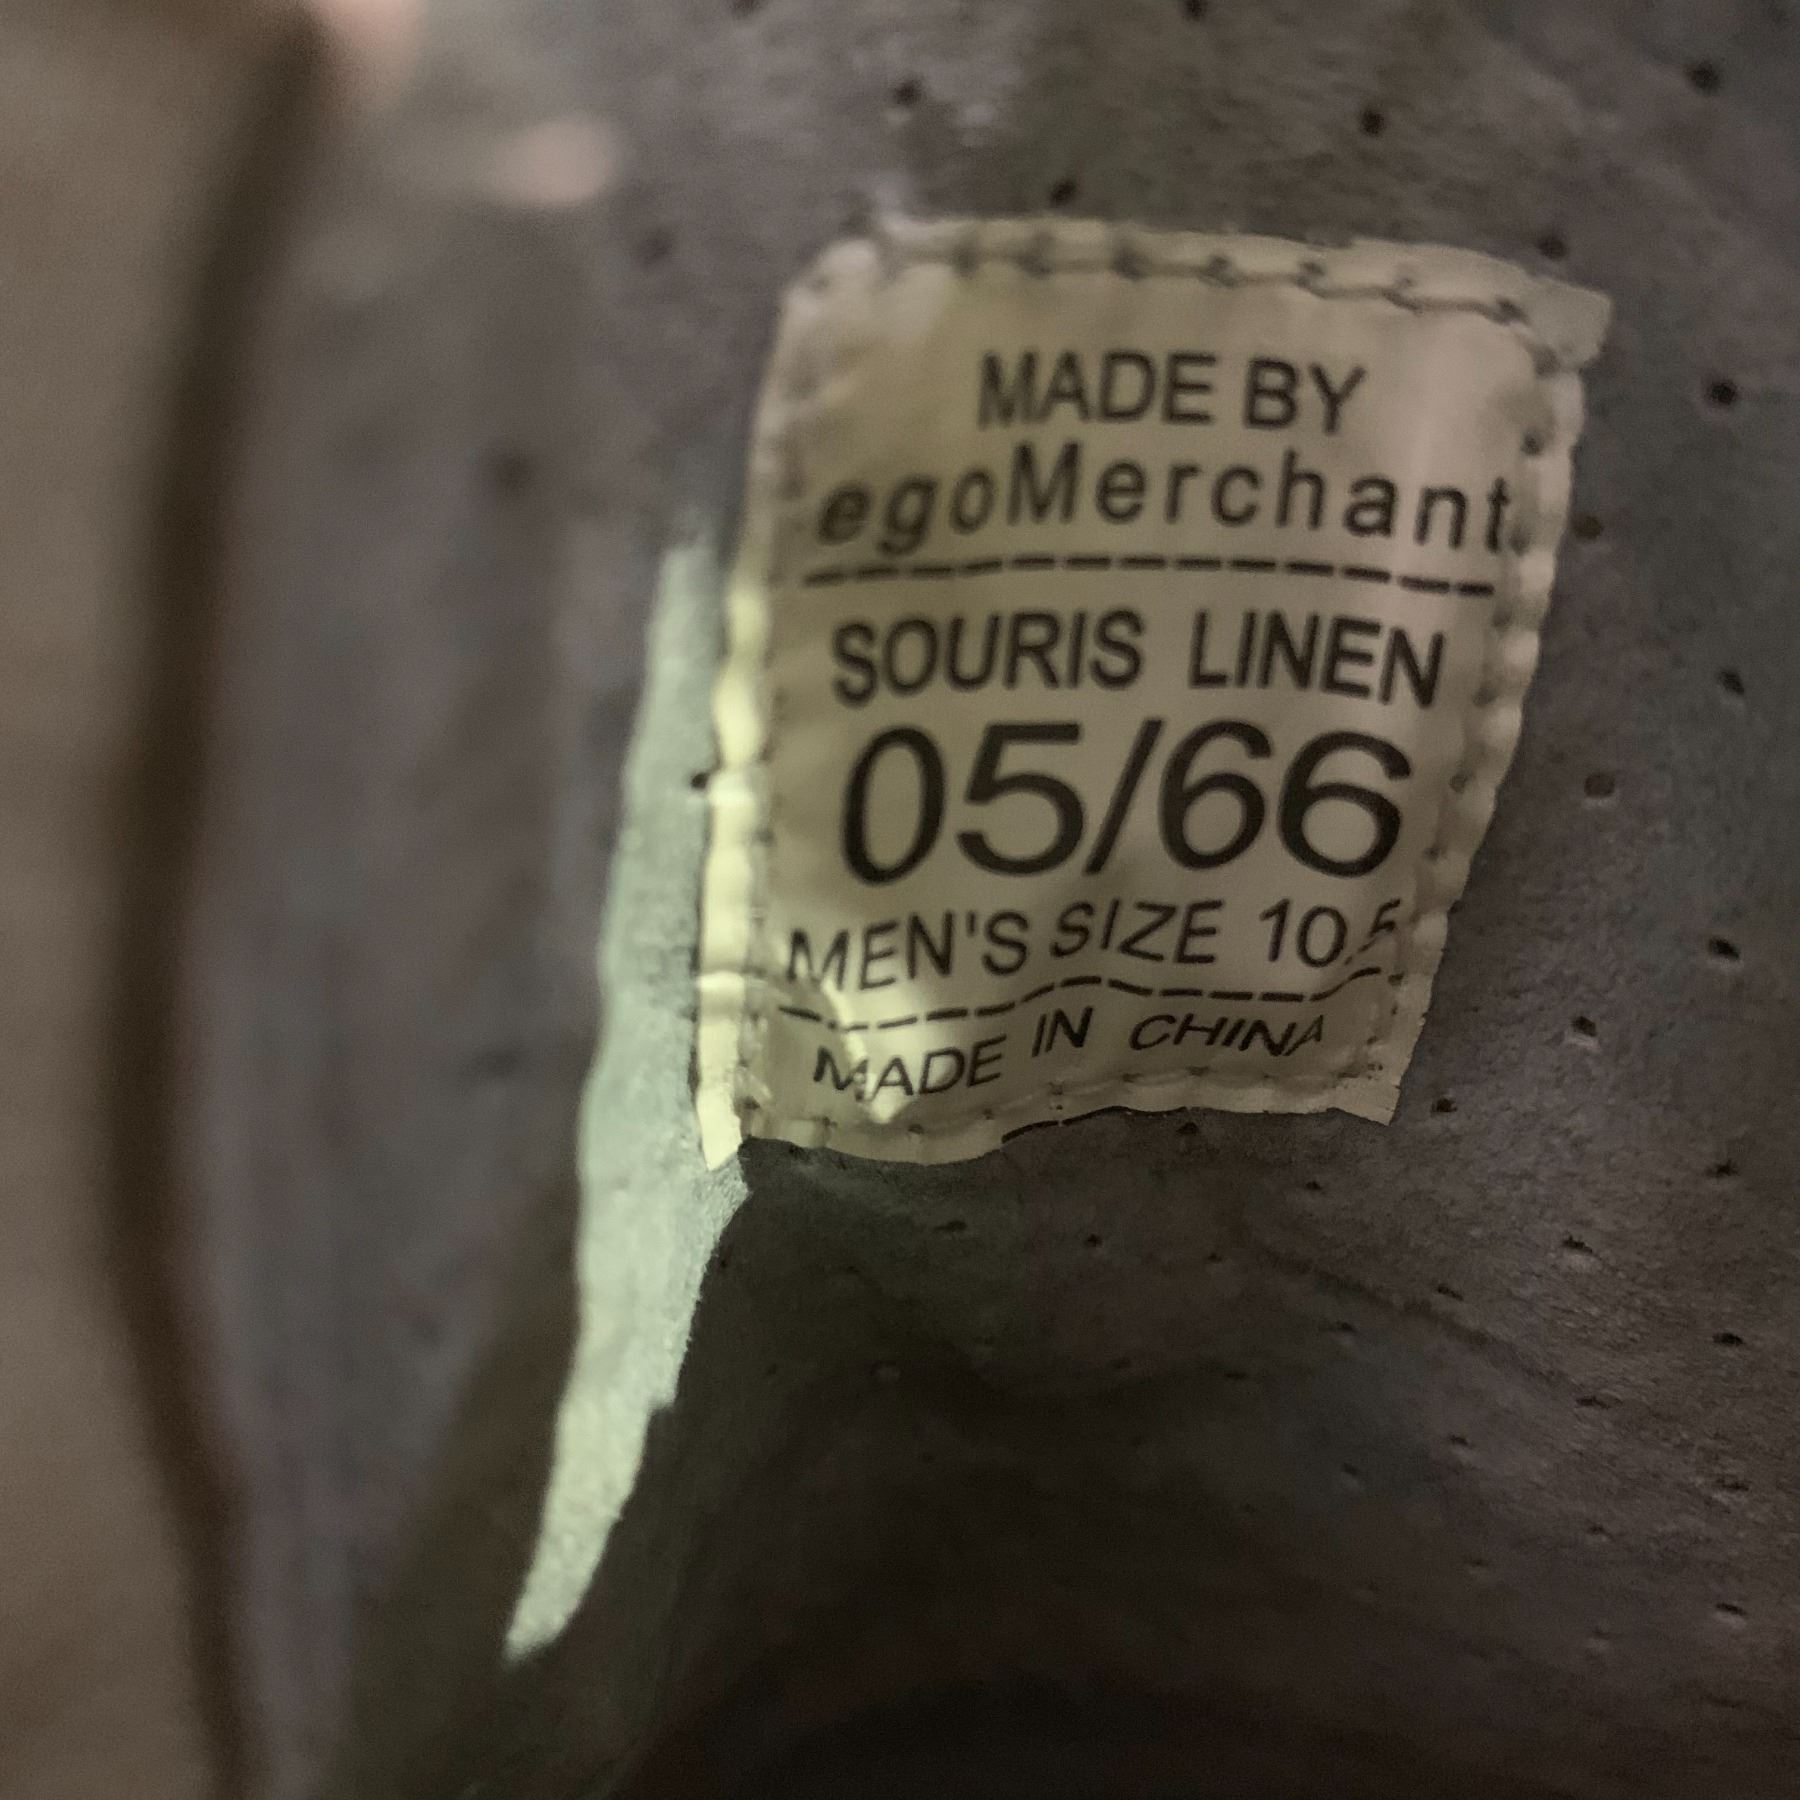 MADE BY
egoMerchant
SOURIS LINEN
05/66
MEN'S SIZE 10.5
MADE IN CHINA